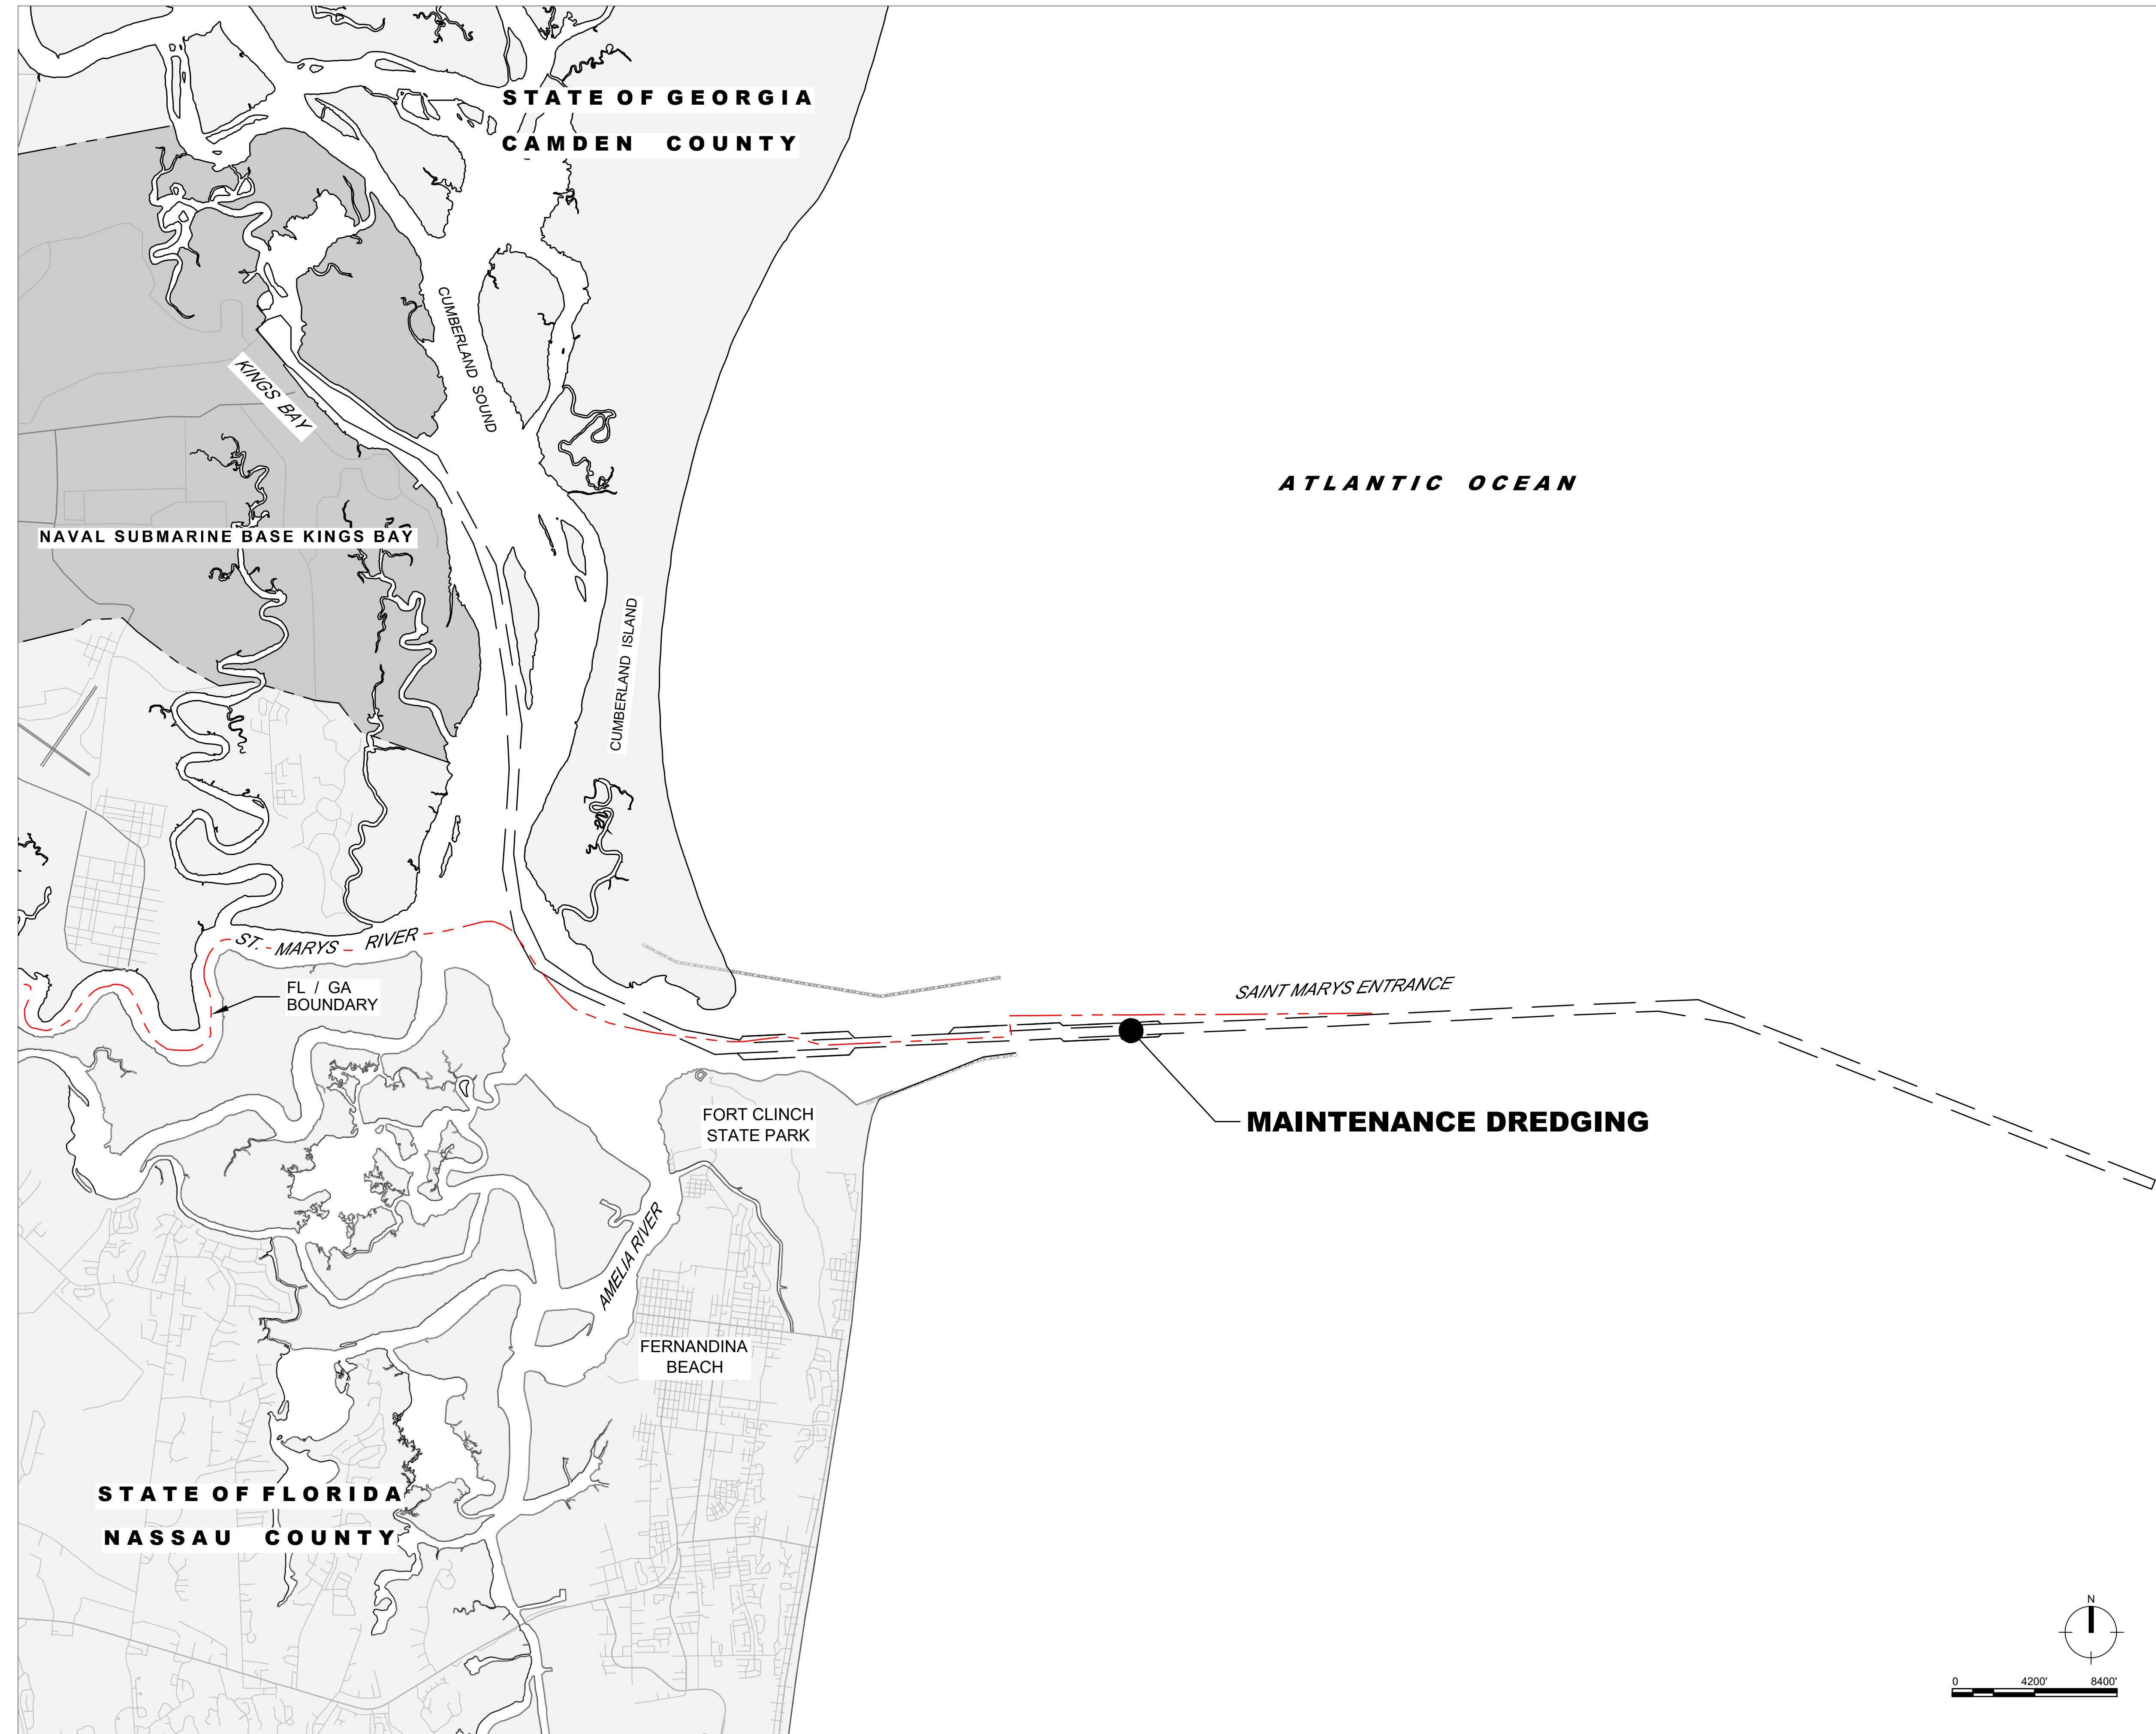 STATE OF GEORGIA
CAMDEN COUNTY
CUMBERLAND SOUND
KINGS BAY
ATLANTIC OCEAN
NAVAL SUBMARINE BASE KINGS BAY
CUMBERLAND ISLAND
ST. MARYS RIVER
FL / GA
BOUNDARY
SAINT MARYS ENTRANCE
MAINTENANCE DREDGING
FORT CLINCH
STATE PARK
AMELIA RIVER
FERNANDINA
BEACH
STATE OF FLORIDA
NASSAU COUNTY
N
0 4200' 8400'